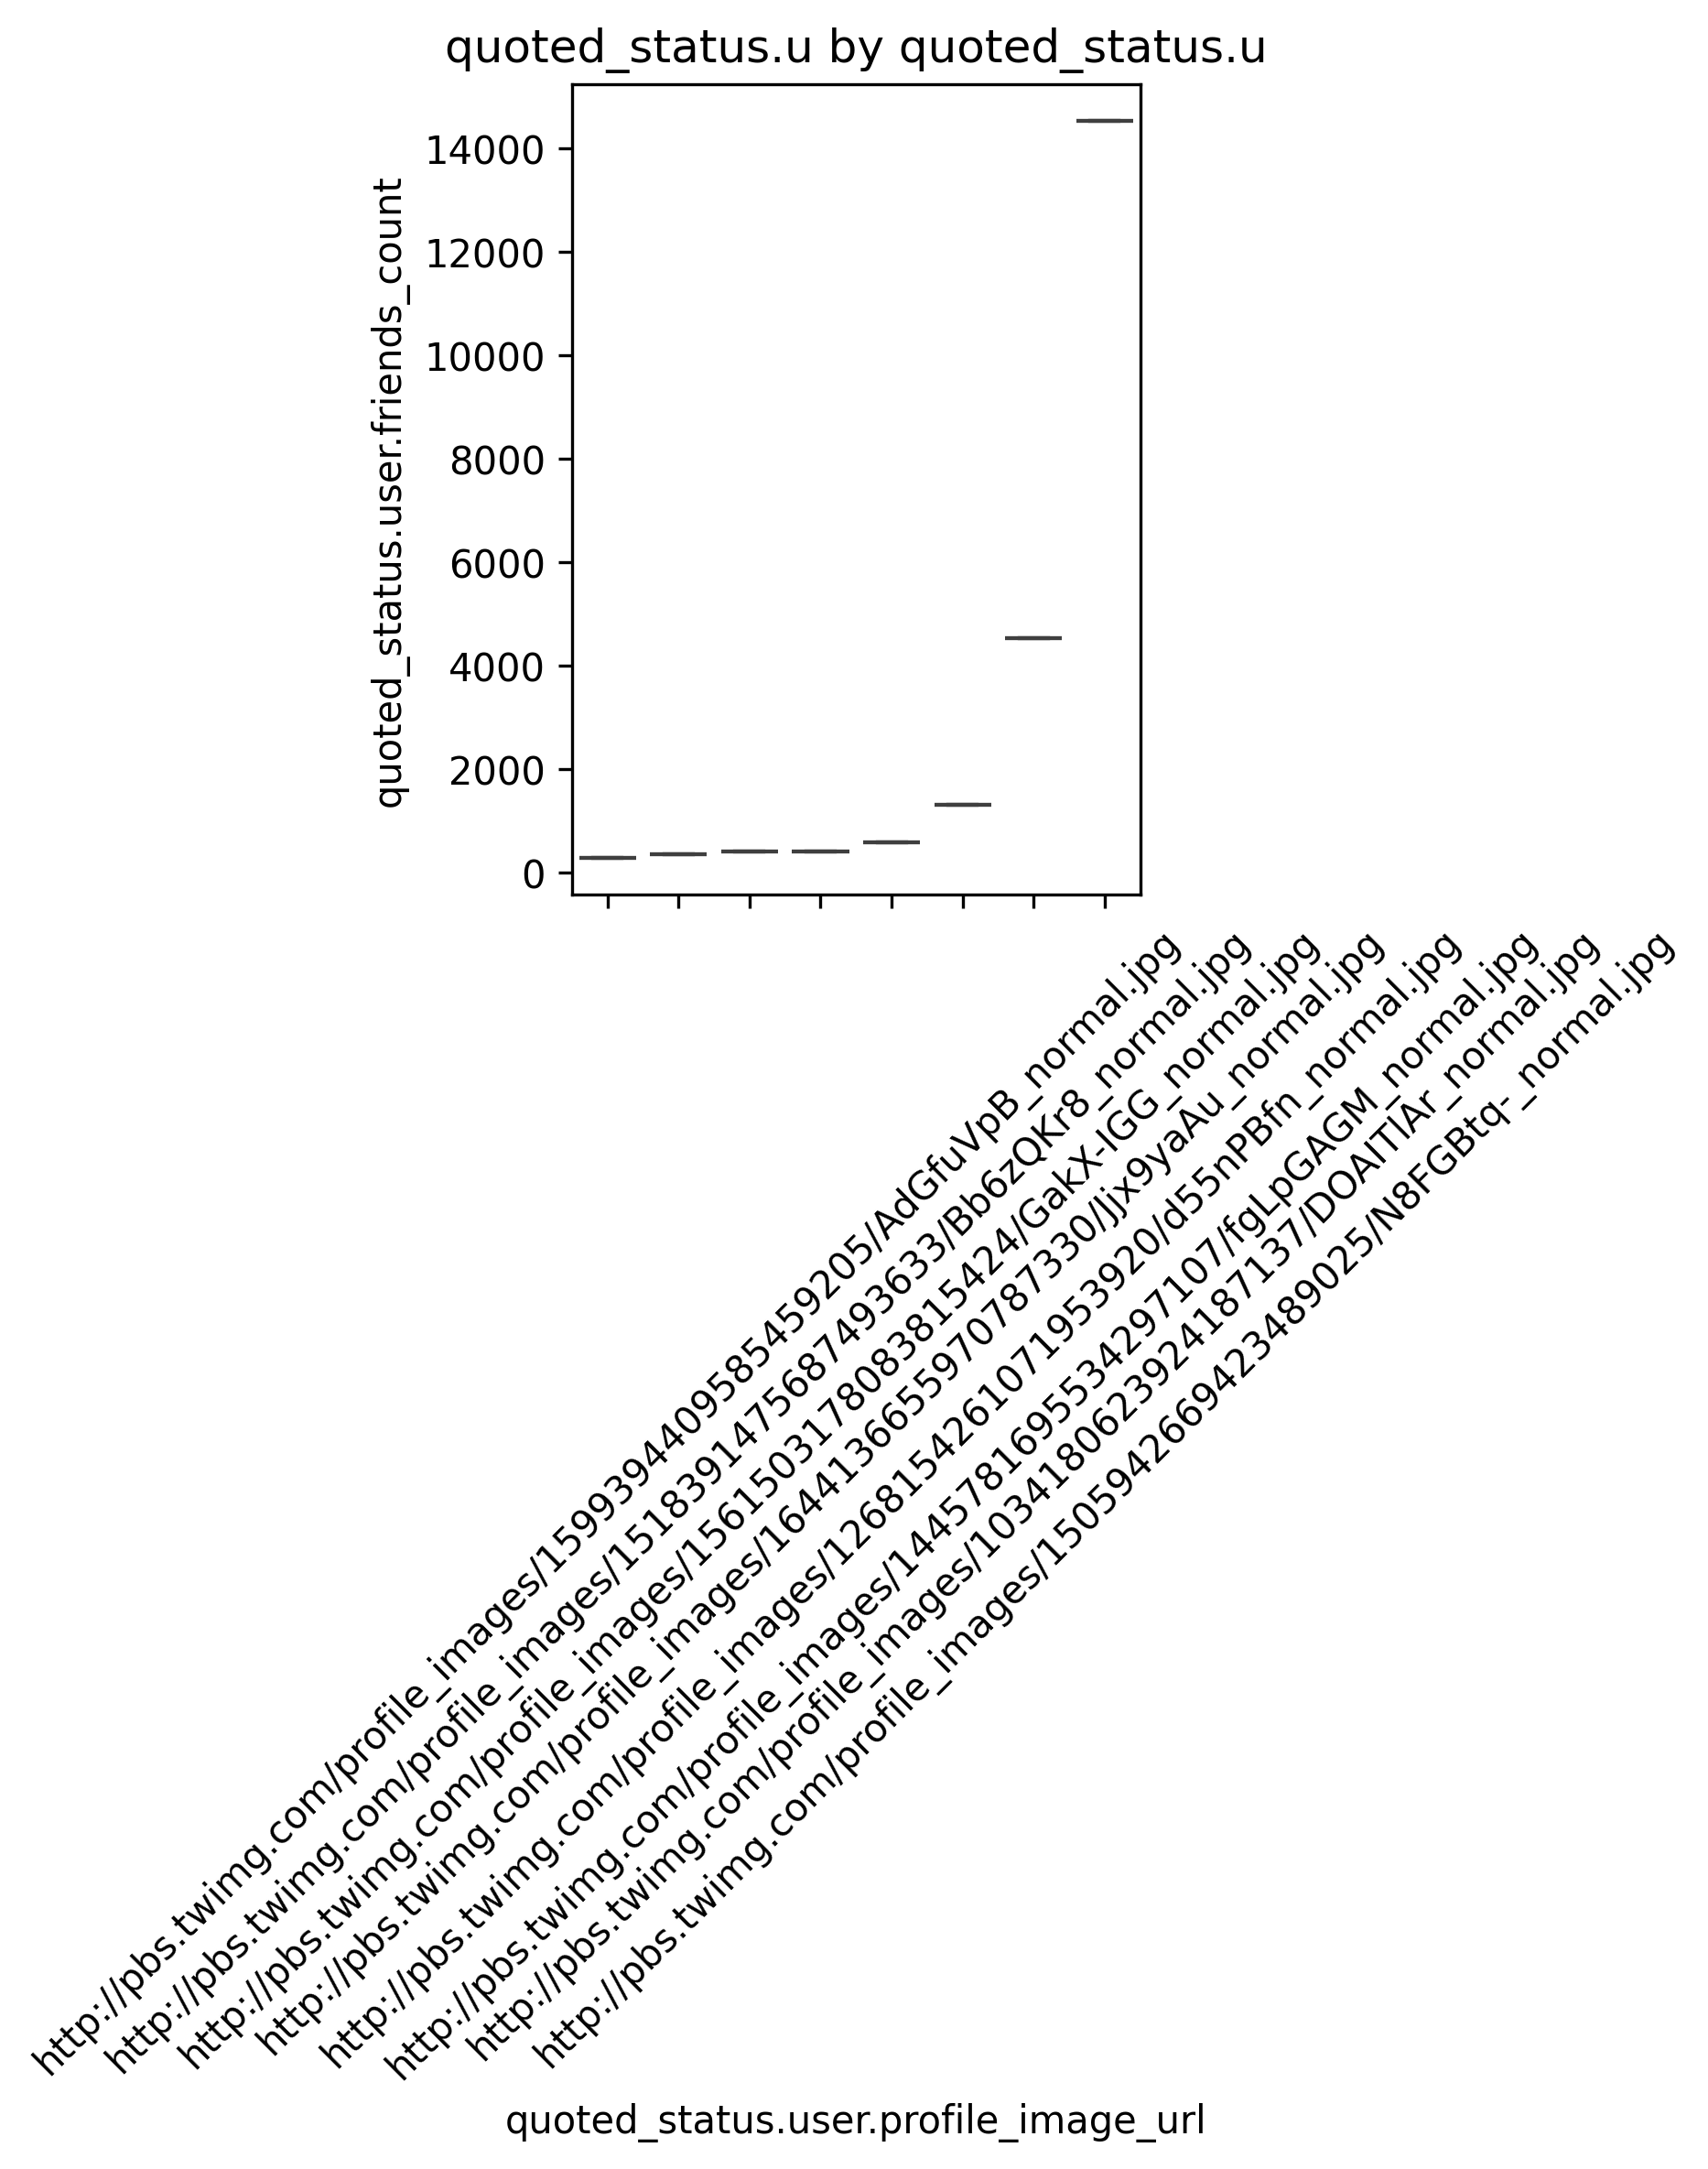 quoted_status.u by quoted_status.u
quoted_status.user.friends_count
14000
12000
10000
8000
6000
4000
2000
0
http://pbs.twimg.com/profile_images/1599394409585459205/AdGfuVpB_normal.jpg
http://pbs.twimg.com/profile_images/1518391475687493633/Bb6zQKr8_normal.jpg
http://pbs.twimg.com/profile_images/1561503178083815424/GakX-IGG_normal.jpg
http://pbs.twimg.com/profile_images/1644136655970787330/Jjx9yaAu_normal.jpg
http://pbs.twimg.com/profile_images/1268154261071953920/d55nPBfn_normal.jpg
http://pbs.twimg.com/profile_images/1445781695534297107/fgLpGAGM_normal.jpg
http://pbs.twimg.com/profile_images/1034180623924187137/DOAITlAr_normal.jpg
http://pbs.twimg.com/profile_images/1505942669423489025/N8FGBtq-_normal.jpg
quoted_status.user.profile_image_url